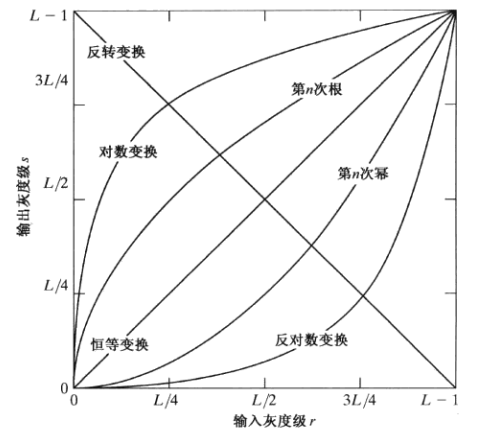 L − 1
反转变换
3L/4
第n次根
对数变换
L/2
第n次幂
输出灰度级 s
L/4
恒等变换
反对数变换
0
0
L/4
L/2
3L/4
L − 1
输入灰度级 r